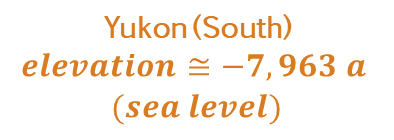 Yukon (South)
elevation ≅ −7, 963 a
(sea level)